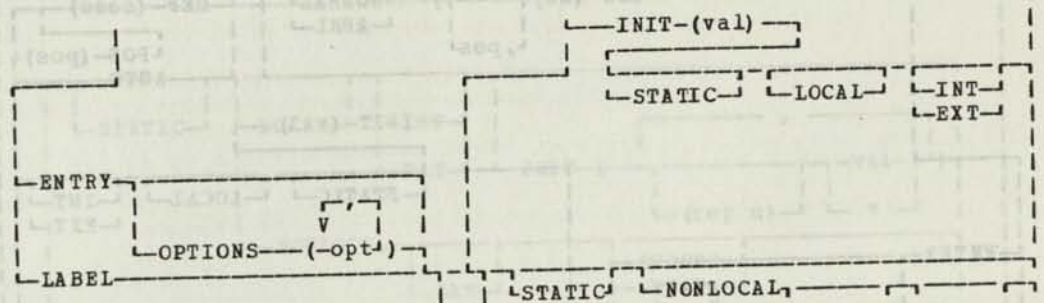 INIT-(val)
STATIC LOCAL INT
EXT
ENTRY
,
V
OPTIONS (opt)
LABEL
STATIC NONLOCAL